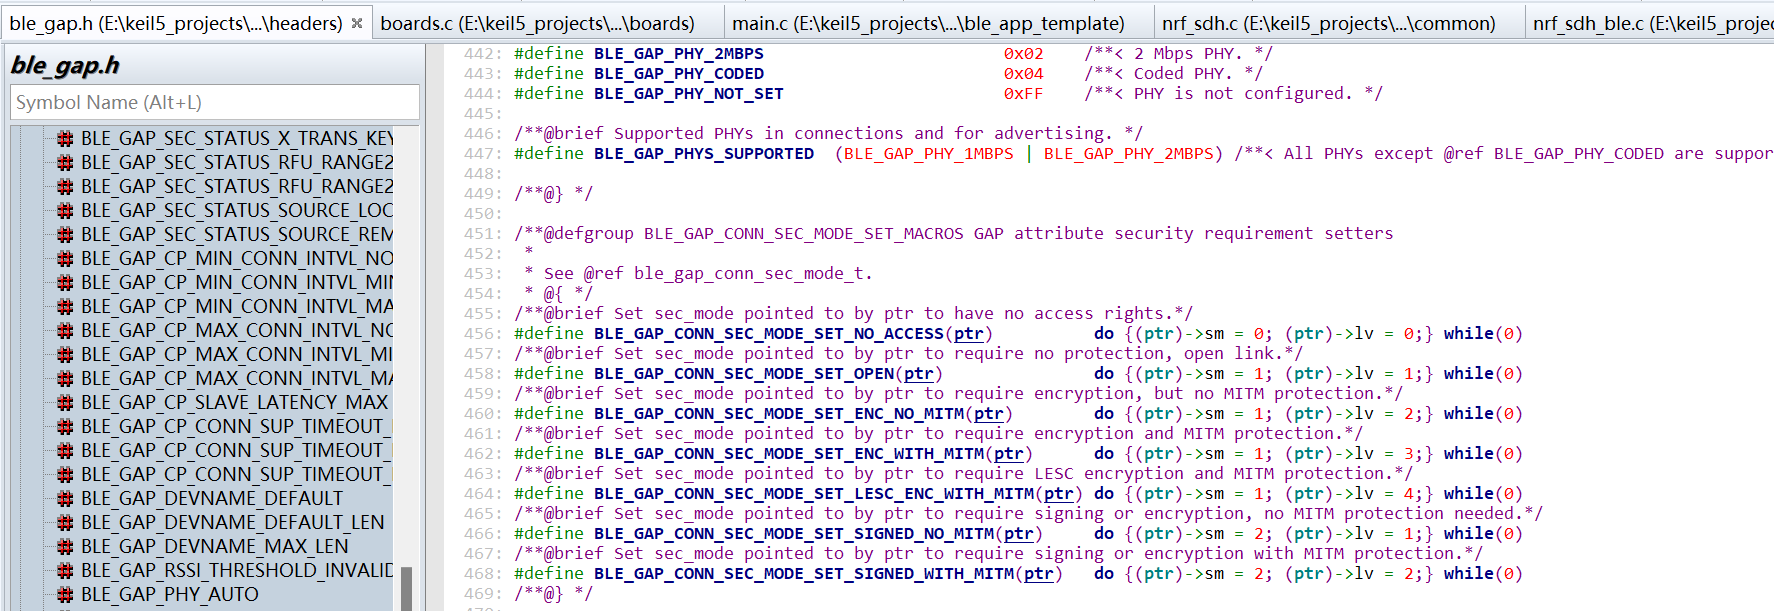 ble_gap.h (E:\keil5_projects\...\headers) boards.c (E:\keil5_projects\...\boards) main.c (E:\keil5_projects\...\ble_app_template) nrf_sdh.c (E:\keil5_projects\...\common) nrf_sdh_ble.c (E:\keil5_projec
ble_gap.h
Symbol Name (Alt+L)
BLE_GAP_SEC_STATUS_X_TRANS_KEY
BLE_GAP_SEC_STATUS_RFU_RANGE2
BLE_GAP_SEC_STATUS_RFU_RANGE2
BLE_GAP_SEC_STATUS_SOURCE_LOC
BLE_GAP_SEC_STATUS_SOURCE_REM
BLE_GAP_CP_MIN_CONN_INTVL_NO
BLE_GAP_CP_MIN_CONN_INTVL_MIN
BLE_GAP_CP_MIN_CONN_INTVL_MA
BLE_GAP_CP_MAX_CONN_INTVL_NO
BLE_GAP_CP_MAX_CONN_INTVL_MI
BLE_GAP_CP_MAX_CONN_INTVL_MA
BLE_GAP_CP_SLAVE_LATENCY_MAX
BLE_GAP_CP_CONN_SUP_TIMEOUT_
BLE_GAP_CP_CONN_SUP_TIMEOUT_
BLE_GAP_CP_CONN_SUP_TIMEOUT_
BLE_GAP_DEVNAME_DEFAULT
BLE_GAP_DEVNAME_DEFAULT_LEN
BLE_GAP_DEVNAME_MAX_LEN
BLE_GAP_RSSI_THRESHOLD_INVALID
BLE_GAP_PHY_AUTO
442: #define BLE_GAP_PHY_2MBPS 0x02 /**< 2 Mbps PHY. */
443: #define BLE_GAP_PHY_CODED 0x04 /**< Coded PHY. */
444: #define BLE_GAP_PHY_NOT_SET 0xFF /**< PHY is not configured. */
445:
446: /**@brief Supported PHYs in connections and for advertising. */
447: #define BLE_GAP_PHYS_SUPPORTED (BLE_GAP_PHY_1MBPS | BLE_GAP_PHY_2MBPS) /**< All PHYs except @ref BLE_GAP_PHY_CODED are suppor
448:
449: /**@} */
450:
451: /**@defgroup BLE_GAP_CONN_SEC_MODE_SET_MACROS GAP attribute security requirement setters
452: *
453: * See @ref ble_gap_conn_sec_mode_t.
454: * @{ */
455: /**@brief Set sec_mode pointed to by ptr to have no access rights.*/
456: #define BLE_GAP_CONN_SEC_MODE_SET_NO_ACCESS(ptr) do {(ptr)->sm = 0; (ptr)->lv = 0;} while(0)
457: /**@brief Set sec_mode pointed to by ptr to require no protection, open link.*/
458: #define BLE_GAP_CONN_SEC_MODE_SET_OPEN(ptr) do {(ptr)->sm = 1; (ptr)->lv = 1;} while(0)
459: /**@brief Set sec_mode pointed to by ptr to require encryption, but no MITM protection.*/
460: #define BLE_GAP_CONN_SEC_MODE_SET_ENC_NO_MITM(ptr) do {(ptr)->sm = 1; (ptr)->lv = 2;} while(0)
461: /**@brief Set sec_mode pointed to by ptr to require encryption and MITM protection.*/
462: #define BLE_GAP_CONN_SEC_MODE_SET_ENC_WITH_MITM(ptr) do {(ptr)->sm = 1; (ptr)->lv = 3;} while(0)
463: /**@brief Set sec_mode pointed to by ptr to require LESC encryption and MITM protection.*/
464: #define BLE_GAP_CONN_SEC_MODE_SET_LESC_ENC_WITH_MITM(ptr) do {(ptr)->sm = 1; (ptr)->lv = 4;} while(0)
465: /**@brief Set sec_mode pointed to by ptr to require signing or encryption, no MITM protection needed.*/
466: #define BLE_GAP_CONN_SEC_MODE_SET_SIGNED_NO_MITM(ptr) do {(ptr)->sm = 2; (ptr)->lv = 1;} while(0)
467: /**@brief Set sec_mode pointed to by ptr to require signing or encryption with MITM protection.*/
468: #define BLE_GAP_CONN_SEC_MODE_SET_SIGNED_WITH_MITM(ptr) do {(ptr)->sm = 2; (ptr)->lv = 2;} while(0)
469: /**@} */